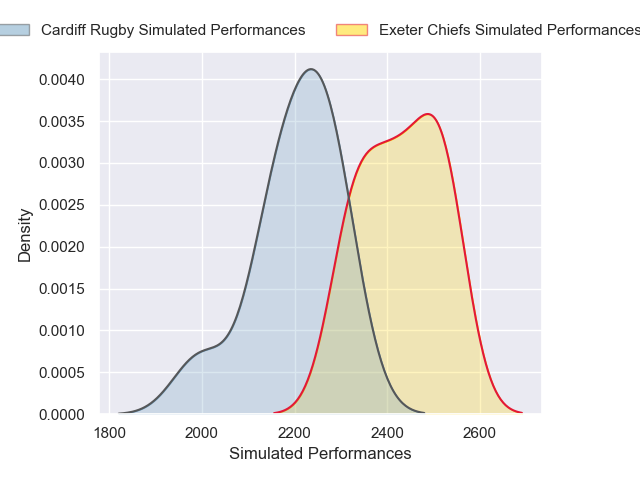 Cardiff Rugby Simulated Performances
Exeter Chiefs Simulated Performances
0.0040
0.0035
0.0030
0.0025
0.0020
0.0015
0.0010
0.0005
0.0000
Density
1800 2000 2200 2400 2600
Simulated Performances